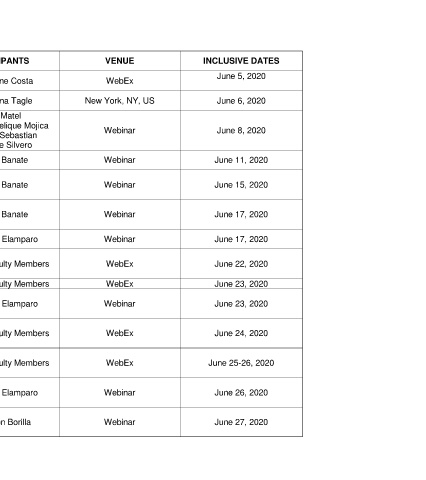 IPANTS VENUE INCLUSIVE DATES
ne Costa WebEx June 5, 2020
na Tagle New York, NY, US June 6, 2020
Matel
elique Mojica
Sebastian
e Silvero Webinar June 8, 2020
Banate Webinar June 11, 2020
Banate Webinar June 15, 2020
Banate Webinar June 17, 2020
Elamparo Webinar June 17, 2020
ulty Members WebEx June 22, 2020
ulty Members WebEx June 23, 2020
Elamparo Webinar June 23, 2020
ulty Members WebEx June 24, 2020
ulty Members WebEx June 25-26, 2020
Elamparo Webinar June 26, 2020
on Borilla Webinar June 27, 2020